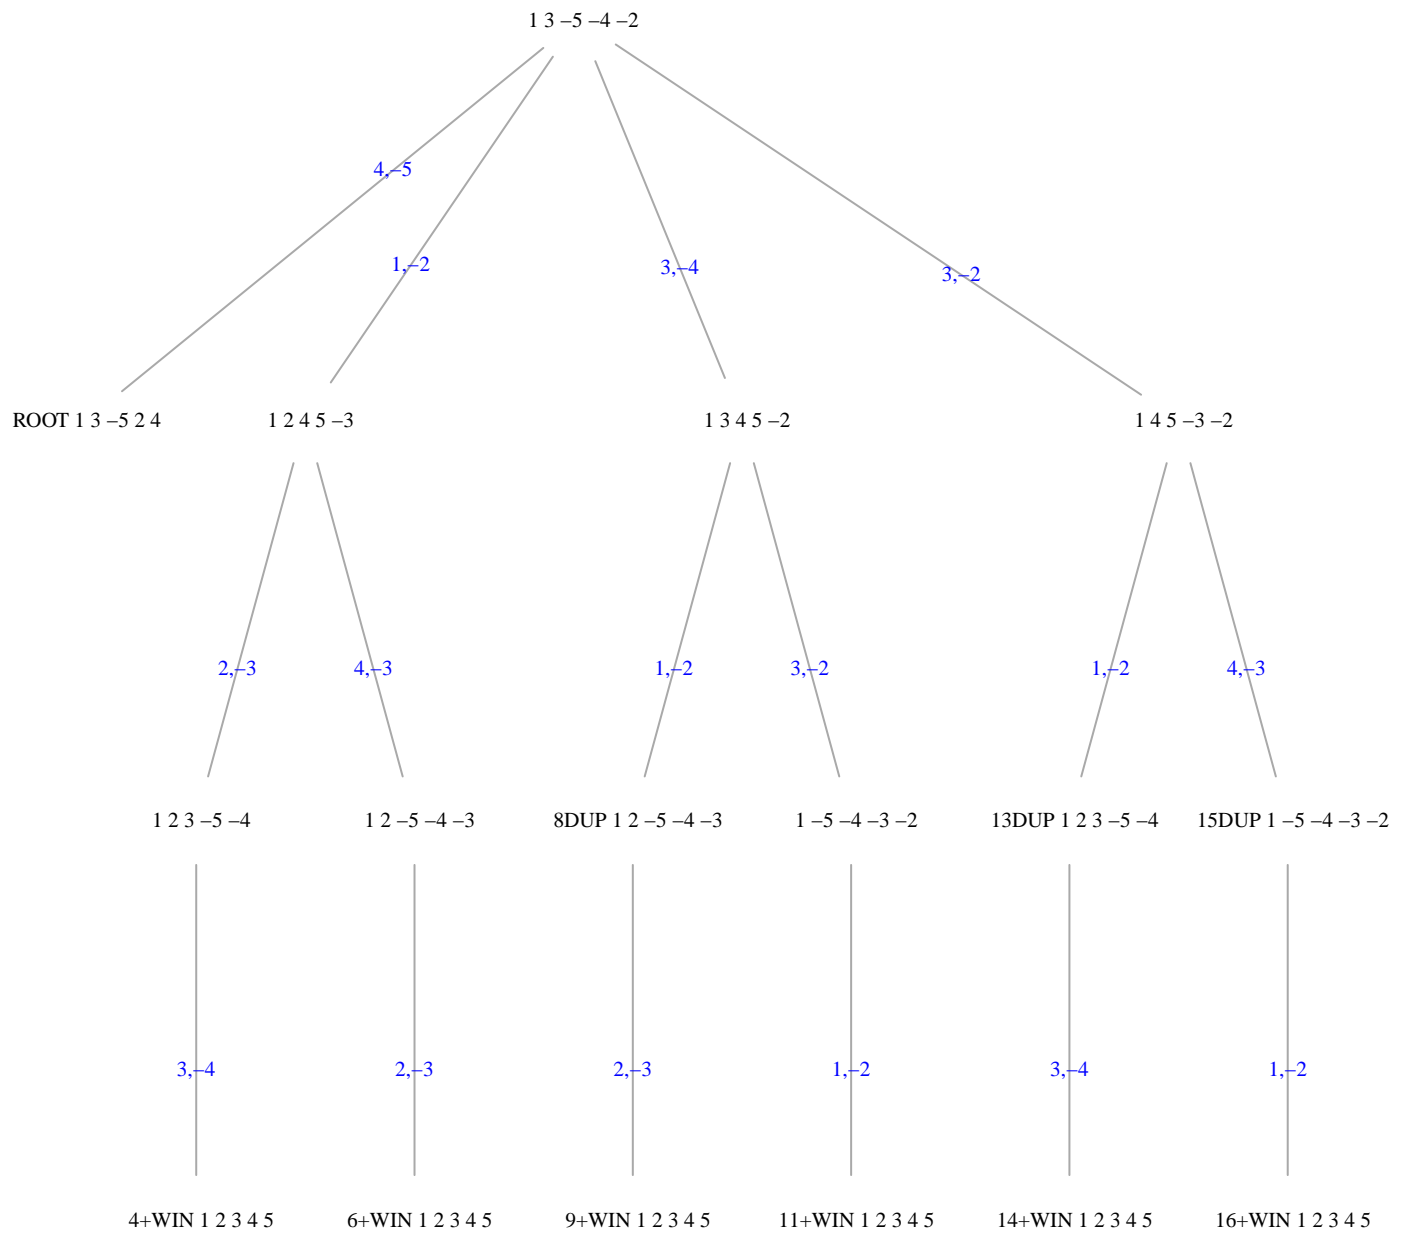 1 3 –5 –4 –2
4,–5
1,–2
3,–4
3,–2
ROOT 1 3 –5 2 4
1 2 4 5 –3
1 3 4 5 –2
1 4 5 –3 –2
2,–3
4,–3
1,–2
3,–2
1,–2
4,–3
1 2 3 –5 –4
1 2 –5 –4 –3
8DUP 1 2 –5 –4 –3
1 –5 –4 –3 –2
13DUP 1 2 3 –5 –4
15DUP 1 –5 –4 –3 –2
3,–4
2,–3
2,–3
1,–2
3,–4
1,–2
4+WIN 1 2 3 4 5
6+WIN 1 2 3 4 5
9+WIN 1 2 3 4 5
11+WIN 1 2 3 4 5
14+WIN 1 2 3 4 5
16+WIN 1 2 3 4 5